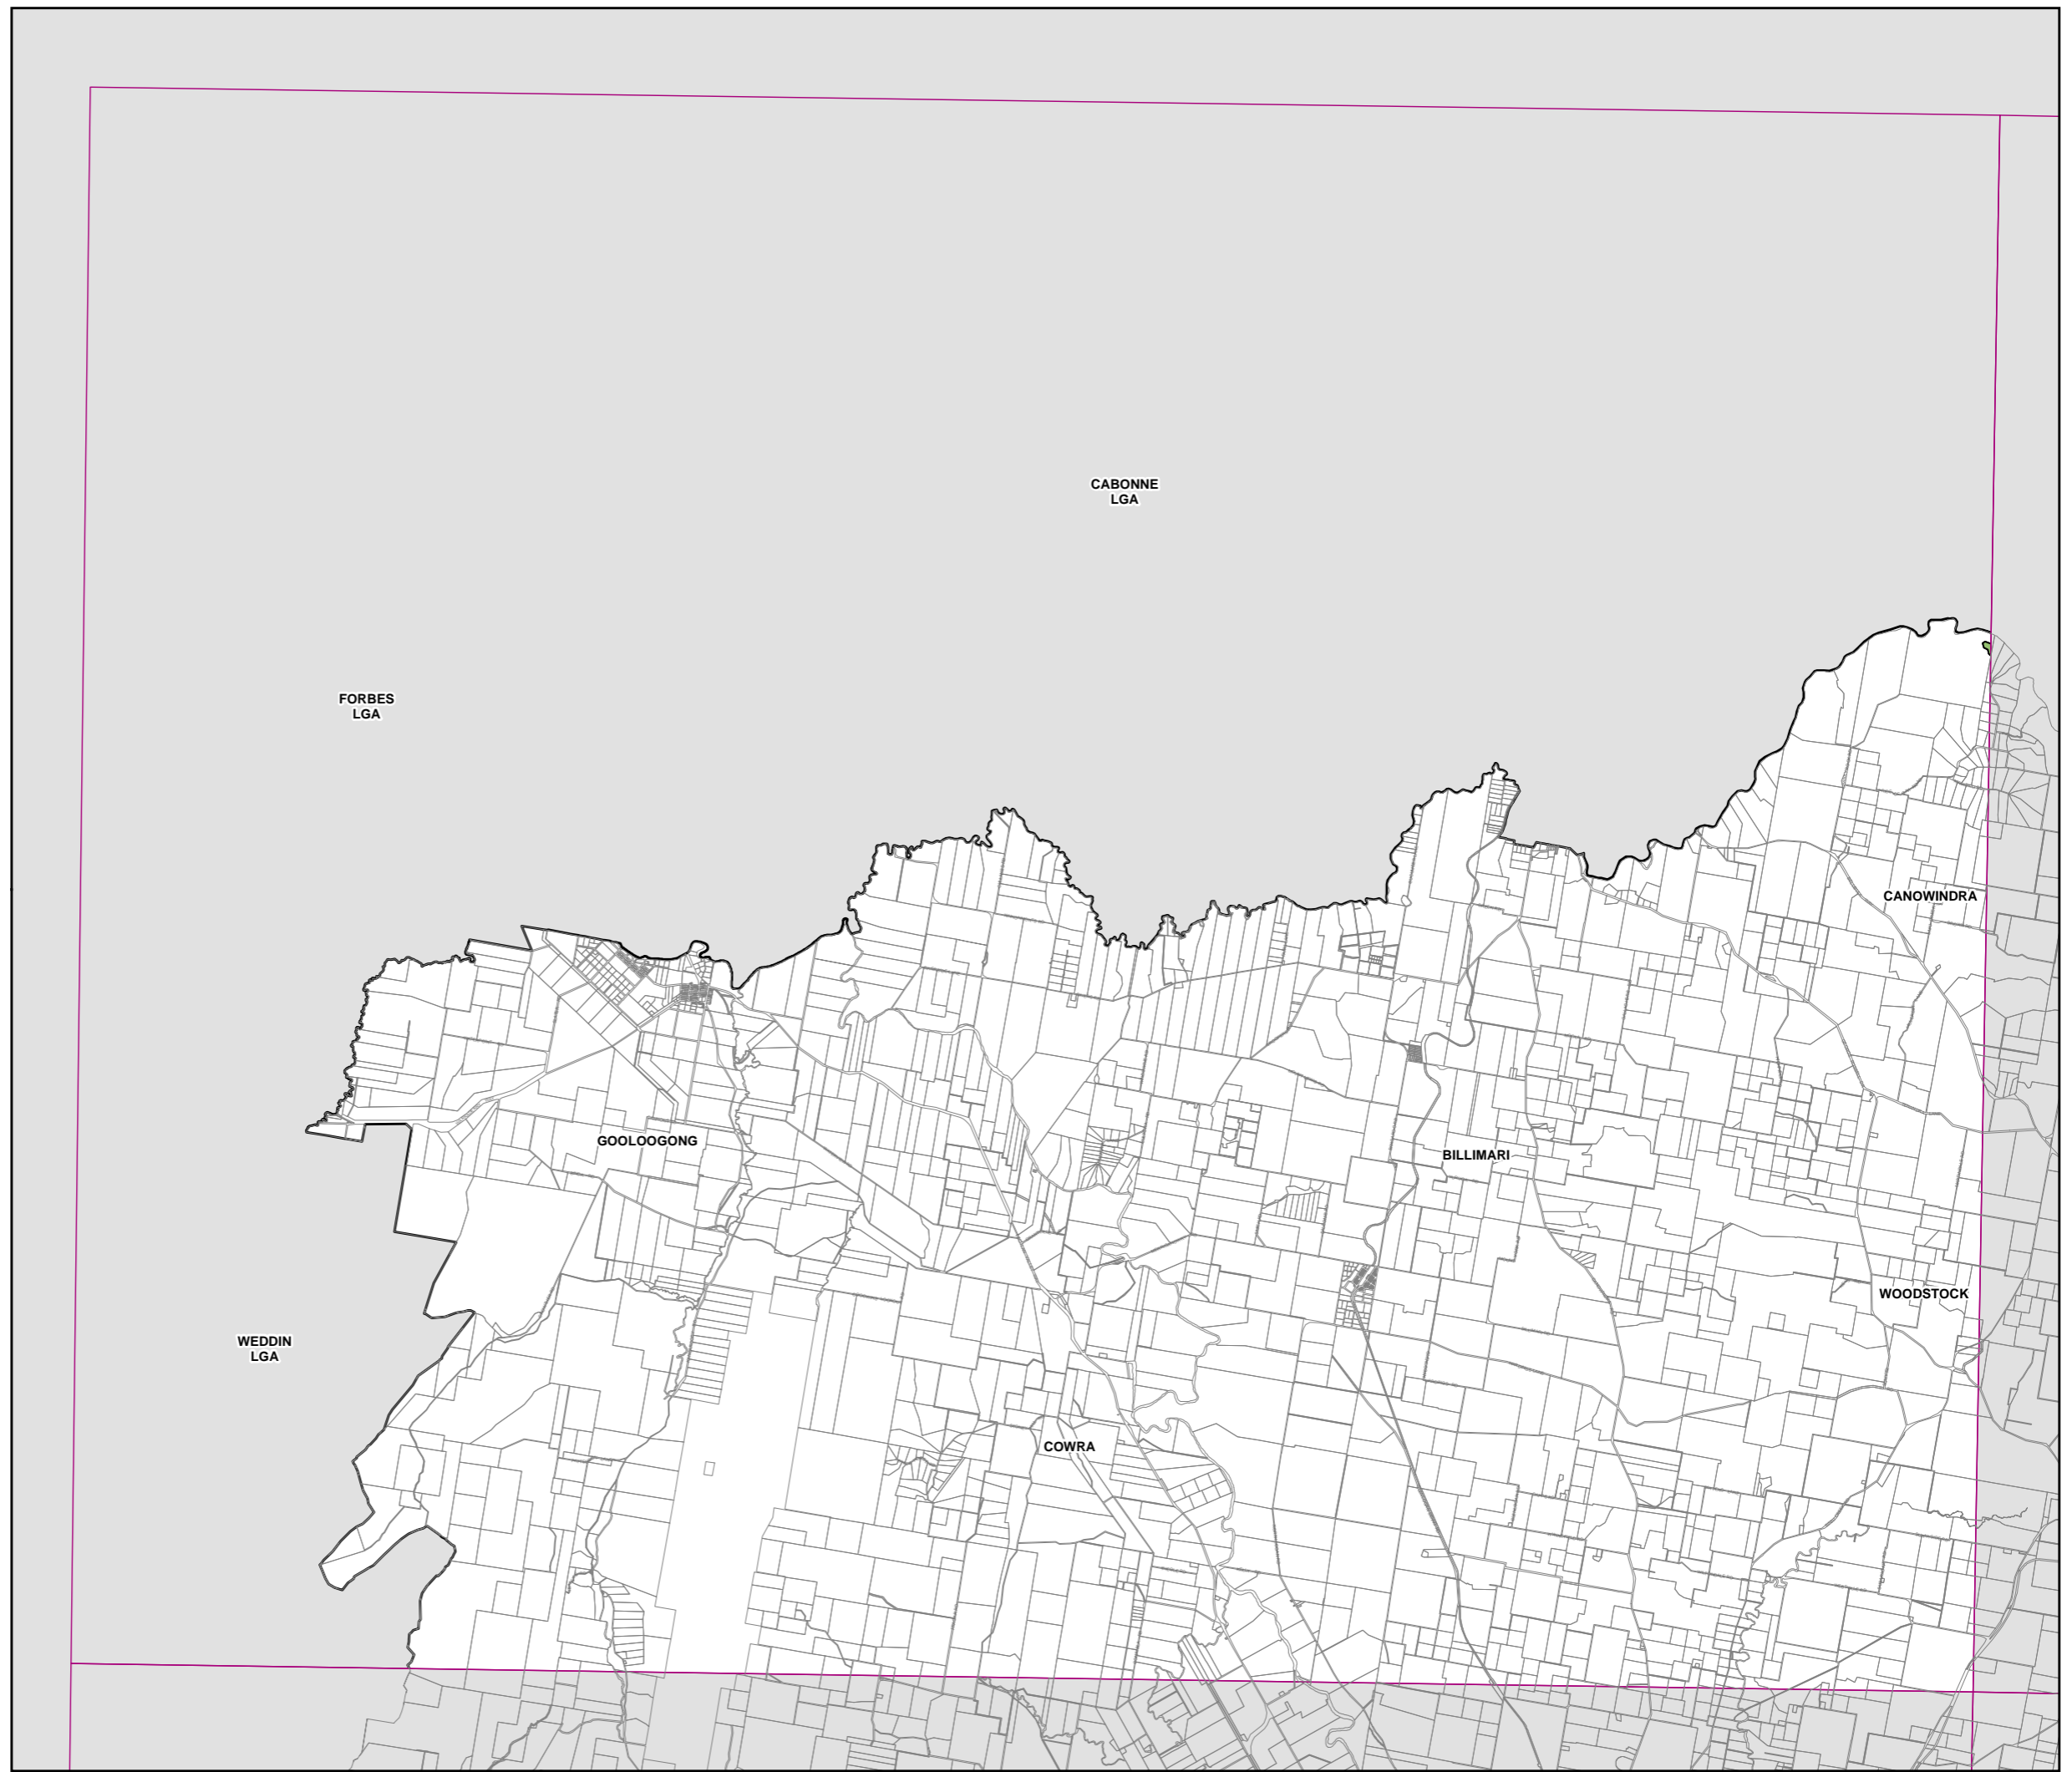 CABONNE
LGA
FORBES
LGA
CANOWINDRA
GOOLOOGONG
BILLIMARI
WOODSTOCK
WEDDIN
LGA
COWRA